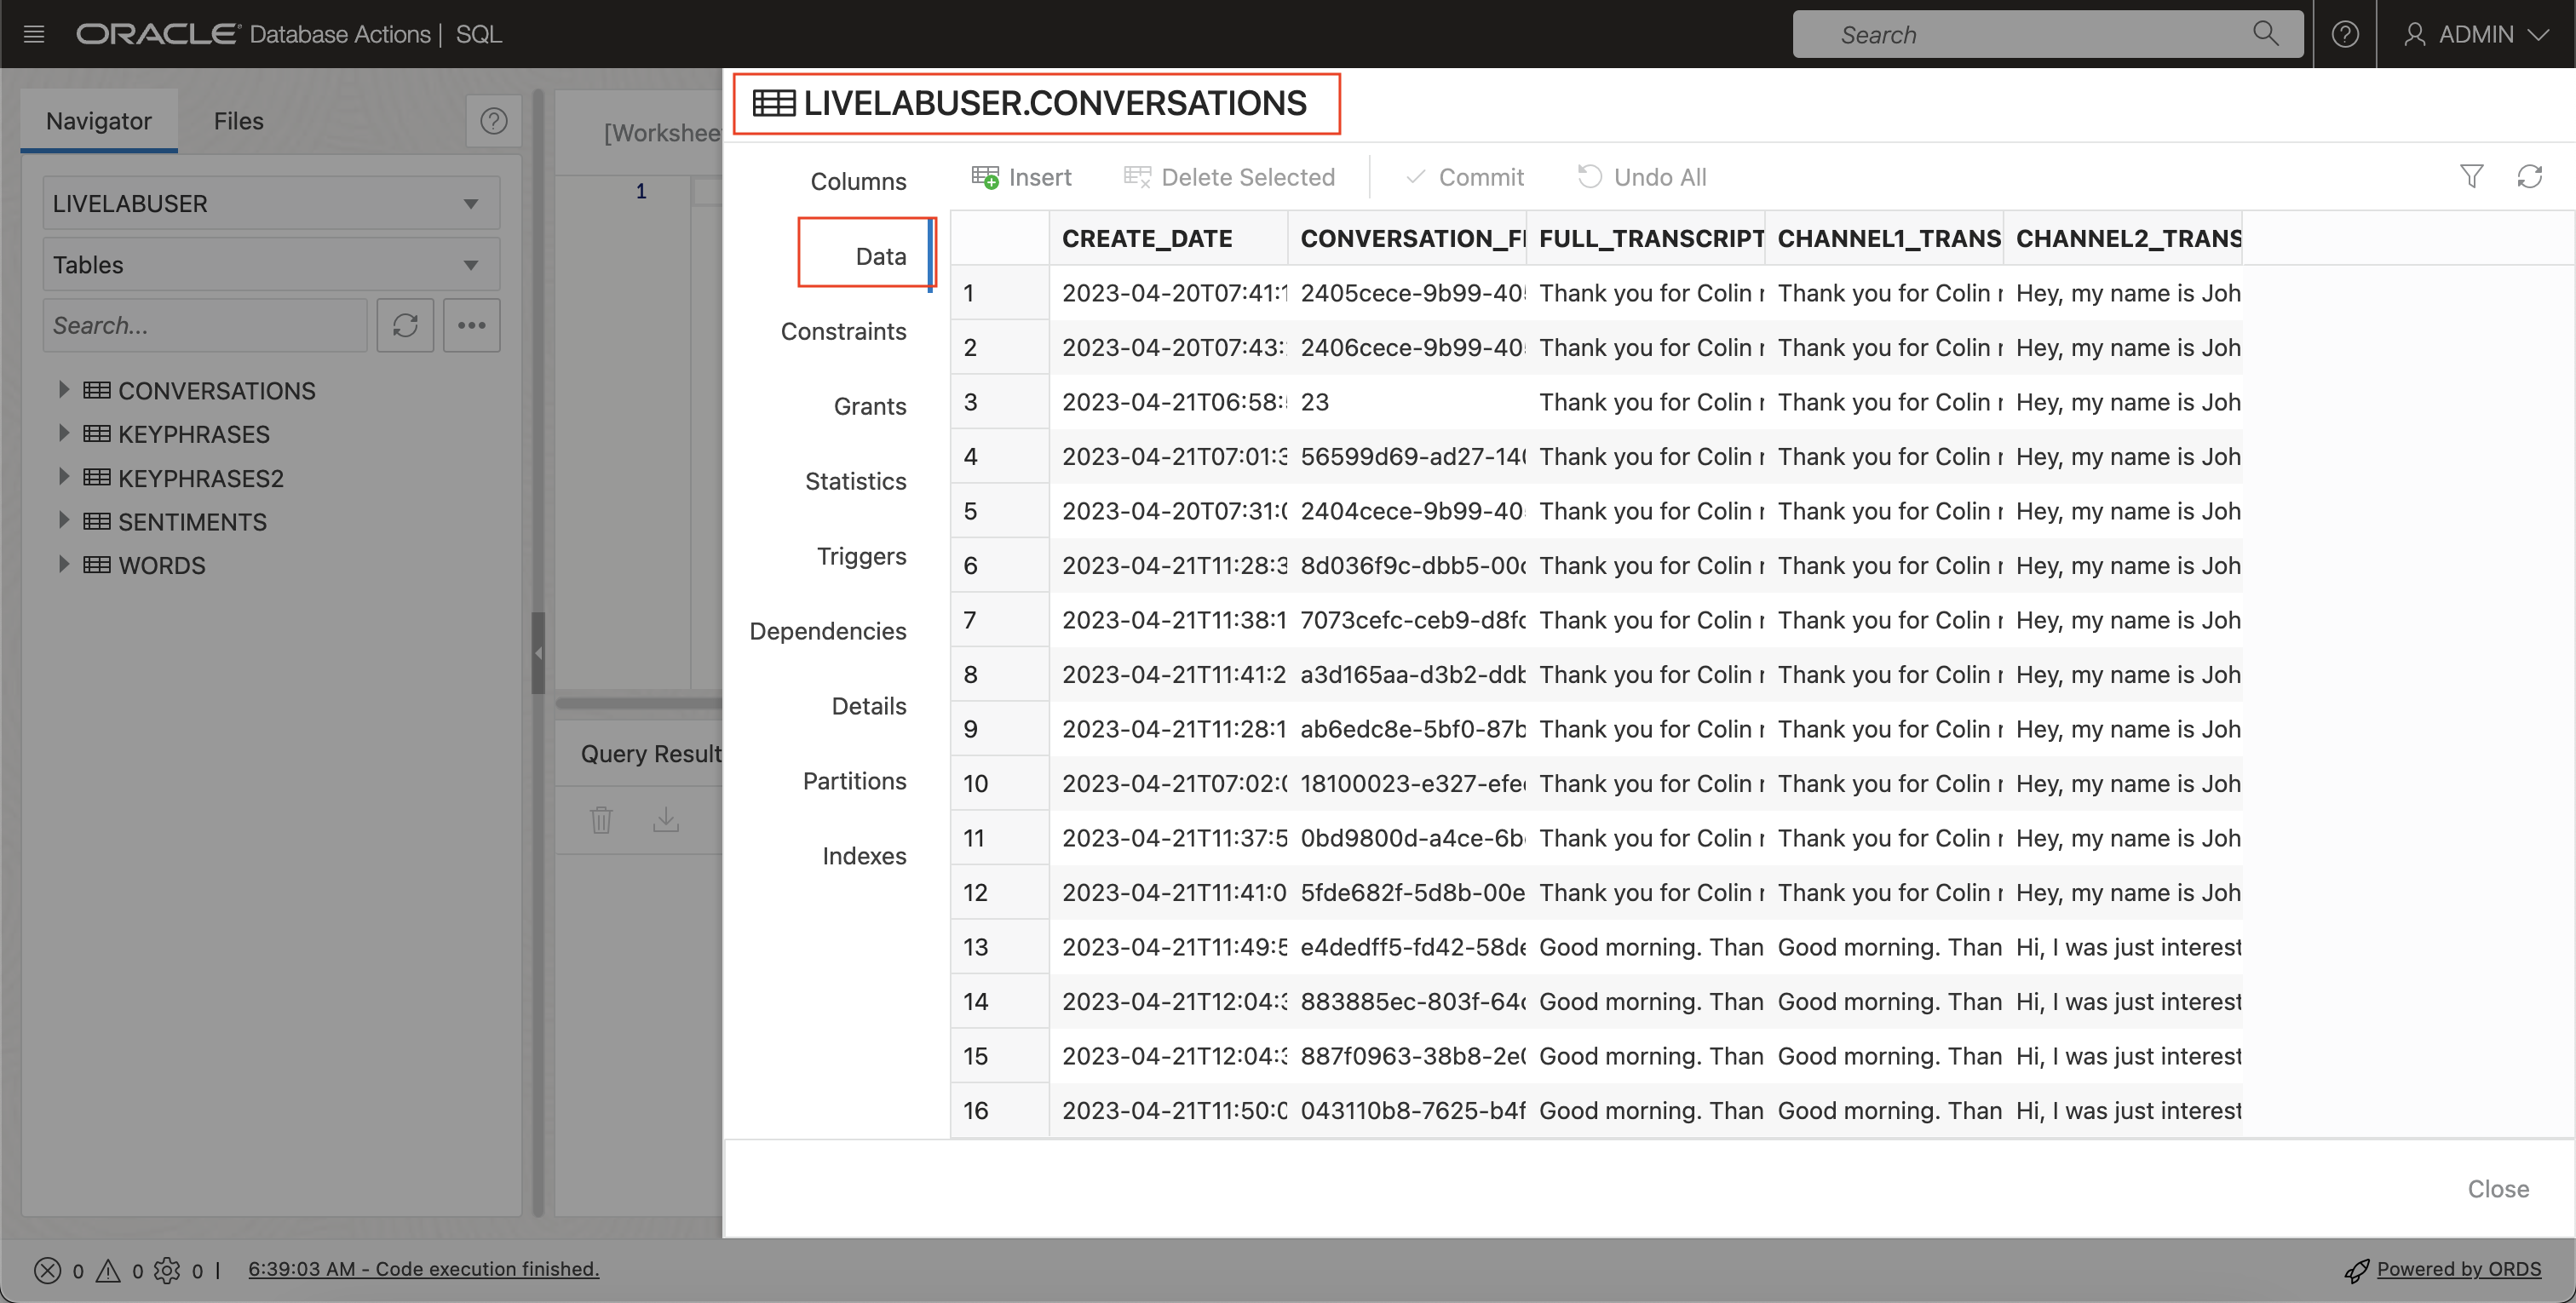 ORACLE Database Actions | SQL
Search
ADMIN
Navigator
Files
LIVELABUSER
Tables
Search...
CONVERSATIONS
KEYPHRASES
KEYPHRASES2
SENTIMENTS
WORDS
[Workshee
1
Query Result
LIVELABUSER.CONVERSATIONS
Columns
Data
Constraints
Grants
Statistics
Triggers
Dependencies
Details
Partitions
Indexes
Insert Delete Selected Commit Undo All
CREATE_DATE CONVERSATION_FI FULL_TRANSCRIPT CHANNEL1_TRANS CHANNEL2_TRANS
1 2023-04-20T07:41:1 2405cece-9b99-40 Thank you for Colin r Thank you for Colin r Hey, my name is Joh
2 2023-04-20T07:43: 2406cece-9b99-40 Thank you for Colin r Thank you for Colin r Hey, my name is Joh
3 2023-04-21T06:58: 23 Thank you for Colin r Thank you for Colin r Hey, my name is Joh
4 2023-04-21T07:01:3 56599d69-ad27-14 Thank you for Colin r Thank you for Colin r Hey, my name is Joh
5 2023-04-20T07:31:0 2404cece-9b99-40 Thank you for Colin r Thank you for Colin r Hey, my name is Joh
6 2023-04-21T11:28:3 8d036f9c-dbb5-00 Thank you for Colin r Thank you for Colin r Hey, my name is Joh
7 2023-04-21T11:38:1 7073cefc-ceb9-d8f Thank you for Colin r Thank you for Colin r Hey, my name is Joh
8 2023-04-21T11:41:2 a3d165aa-d3b2-ddb Thank you for Colin r Thank you for Colin r Hey, my name is Joh
9 2023-04-21T11:28:1 ab6edc8e-5bf0-87b Thank you for Colin r Thank you for Colin r Hey, my name is Joh
10 2023-04-21T07:02:0 18100023-e327-efe Thank you for Colin r Thank you for Colin r Hey, my name is Joh
11 2023-04-21T11:37:5 0bd9800d-a4ce-6b Thank you for Colin r Thank you for Colin r Hey, my name is Joh
12 2023-04-21T11:41:0 5fde682f-5d8b-00e Thank you for Colin r Thank you for Colin r Hey, my name is Joh
13 2023-04-21T11:49:5 e4dedff5-fd42-58de Good morning. Than Good morning. Than Hi, I was just interest
14 2023-04-21T12:04:3 883885ec-803f-64 Good morning. Than Good morning. Than Hi, I was just interest
15 2023-04-21T12:04:3 887f0963-38b8-2e0 Good morning. Than Good morning. Than Hi, I was just interest
16 2023-04-21T11:50:0 043110b8-7625-b4f Good morning. Than Good morning. Than Hi, I was just interest
Close
0 0 0 | 6:39:03 AM - Code execution finished.
Powered by ORDS